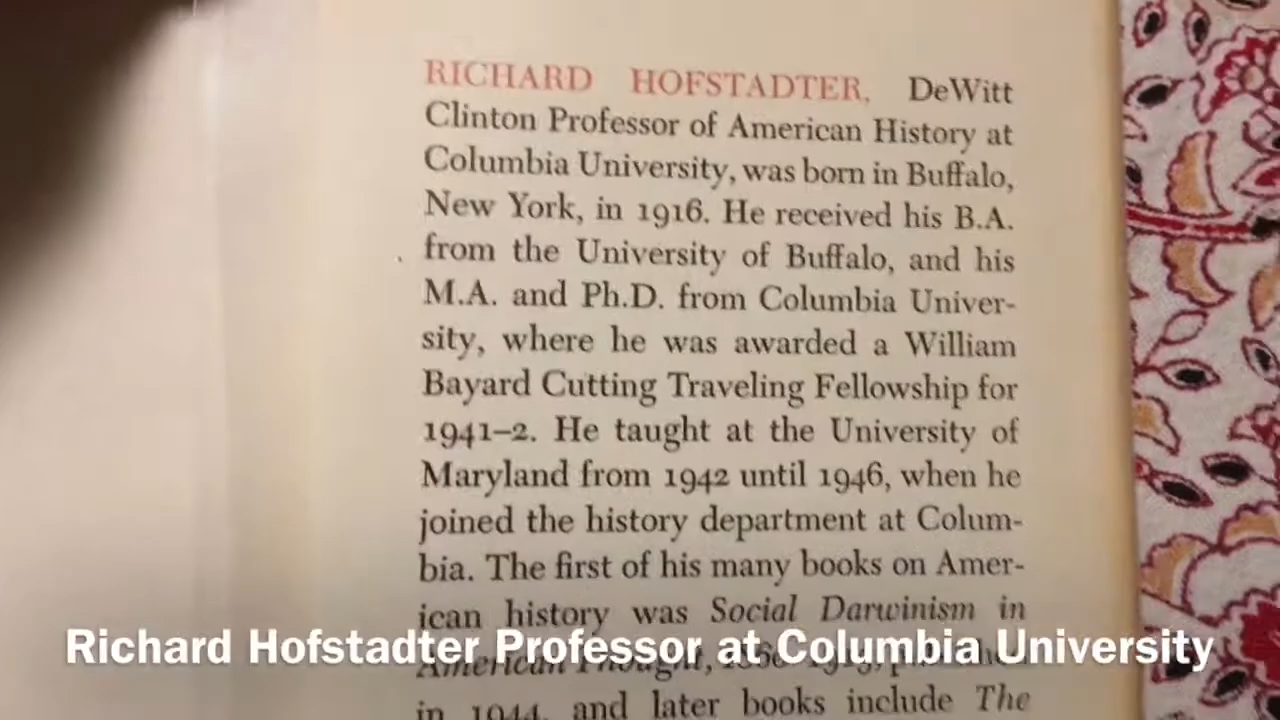 RICHARD HOFSTADTER, DeWitt
Clinton Professor of American History at
Columbia University, was born in Buffalo,
New York, in 1916. He received his B.A.
from the University of Buffalo, and his
M.A. and Ph.D. from Columbia Univer-
sity, where he was awarded a William
Bayard Cutting Traveling Fellowship for
1941–2. He taught at the University of
Maryland from 1942 until 1946, when he
joined the history department at Colum-
bia. The first of his many books on Amer-
ican history was Social Darwinism in
American Thought,
in 1944, and later books include The
Richard Hofstadter Professor at Columbia University